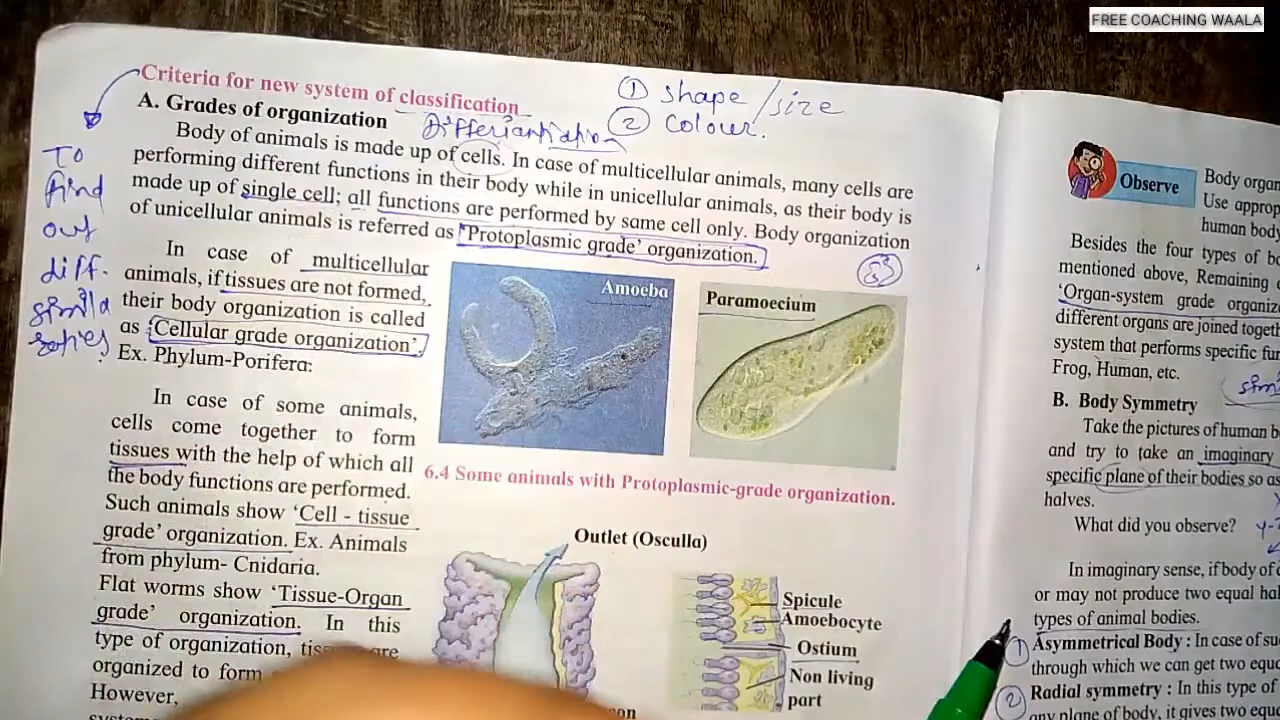 FREE COACHING WAALA
Criteria for new system of classification
① shape / size
② colour.
A. Grades of organization
Differiantiation
Body of animals is made up of cells. In case of multicellular animals, many cells are
performing different functions in their body while in unicellular animals, as their body is
made up of single cell; all functions are performed by same cell only. Body organization
of unicellular animals is referred as 'Protoplasmic grade' organization.
To
find
out
diff.
In case of multicellular
animals, if tissues are not formed,
their body organization is called
as 'Cellular grade organization'.
Ex. Phylum-Porifera:
Amoeba
Paramoecium
In case of some animals,
cells come together to form
tissues with the help of which all
the body functions are performed.
Such animals show 'Cell - tissue
grade' organization. Ex. Animals
from phylum- Cnidaria.
Flat worms show 'Tissue-Organ
grade' organization. In this
type of organization, are
organized to form
However,
6.4 Some animals with Protoplasmic-grade organization.
Outlet (Osculla)
Spicule
Amoebocyte
Ostium
Non living
part
Observe
Body
Use
human
Besides the four types of
mentioned above, Remaining
'Organ-system grade
different organs are joined
system that performs specific
Frog, Human, etc.
B. Body Symmetry
Take the pictures of human
and try to take an imaginary
specific plane of their bodies so as
halves.
What did you observe?
In imaginary sense, if body of
or may not produce two equal
types of animal bodies.
① Asymmetrical Body : In case of
through which we can get two
② Radial symmetry : In this type of
any plane of body, it gives two